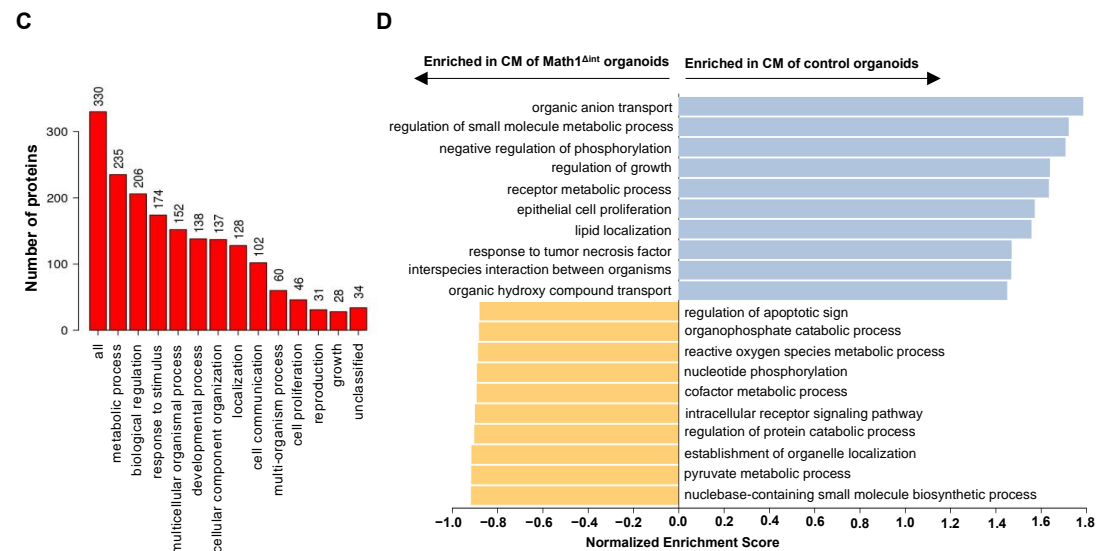 C
Number of proteins
300
200
100
0
330
235
206
174
152
138
137
128
102
60
46
31
28
34
all
metabolic process
biological regulation
response to stimulus
multicellular organismal process
developmental process
cellular component organization
localization
cell communication
multi-organism process
cell proliferation
reproduction
growth
unclassified
D
Enriched in CM of Math1Δint organoids
Enriched in CM of control organoids
organic anion transport
regulation of small molecule metabolic process
negative regulation of phosphorylation
regulation of growth
receptor metabolic process
epithelial cell proliferation
lipid localization
response to tumor necrosis factor
interspecies interaction between organisms
organic hydroxy compound transport
regulation of apoptotic sign
organophosphate catabolic process
reactive oxygen species metabolic process
nucleotide phosphorylation
cofactor metabolic process
intracellular receptor signaling pathway
regulation of protein catabolic process
establishment of organelle localization
pyruvate metabolic process
nuclebase-containing small molecule biosynthetic process
−1.0 −0.8 −0.6 −0.4 −0.2 0.0 0.2 0.4 0.6 0.8 1.0 1.2 1.4 1.6 1.8
Normalized Enrichment Score